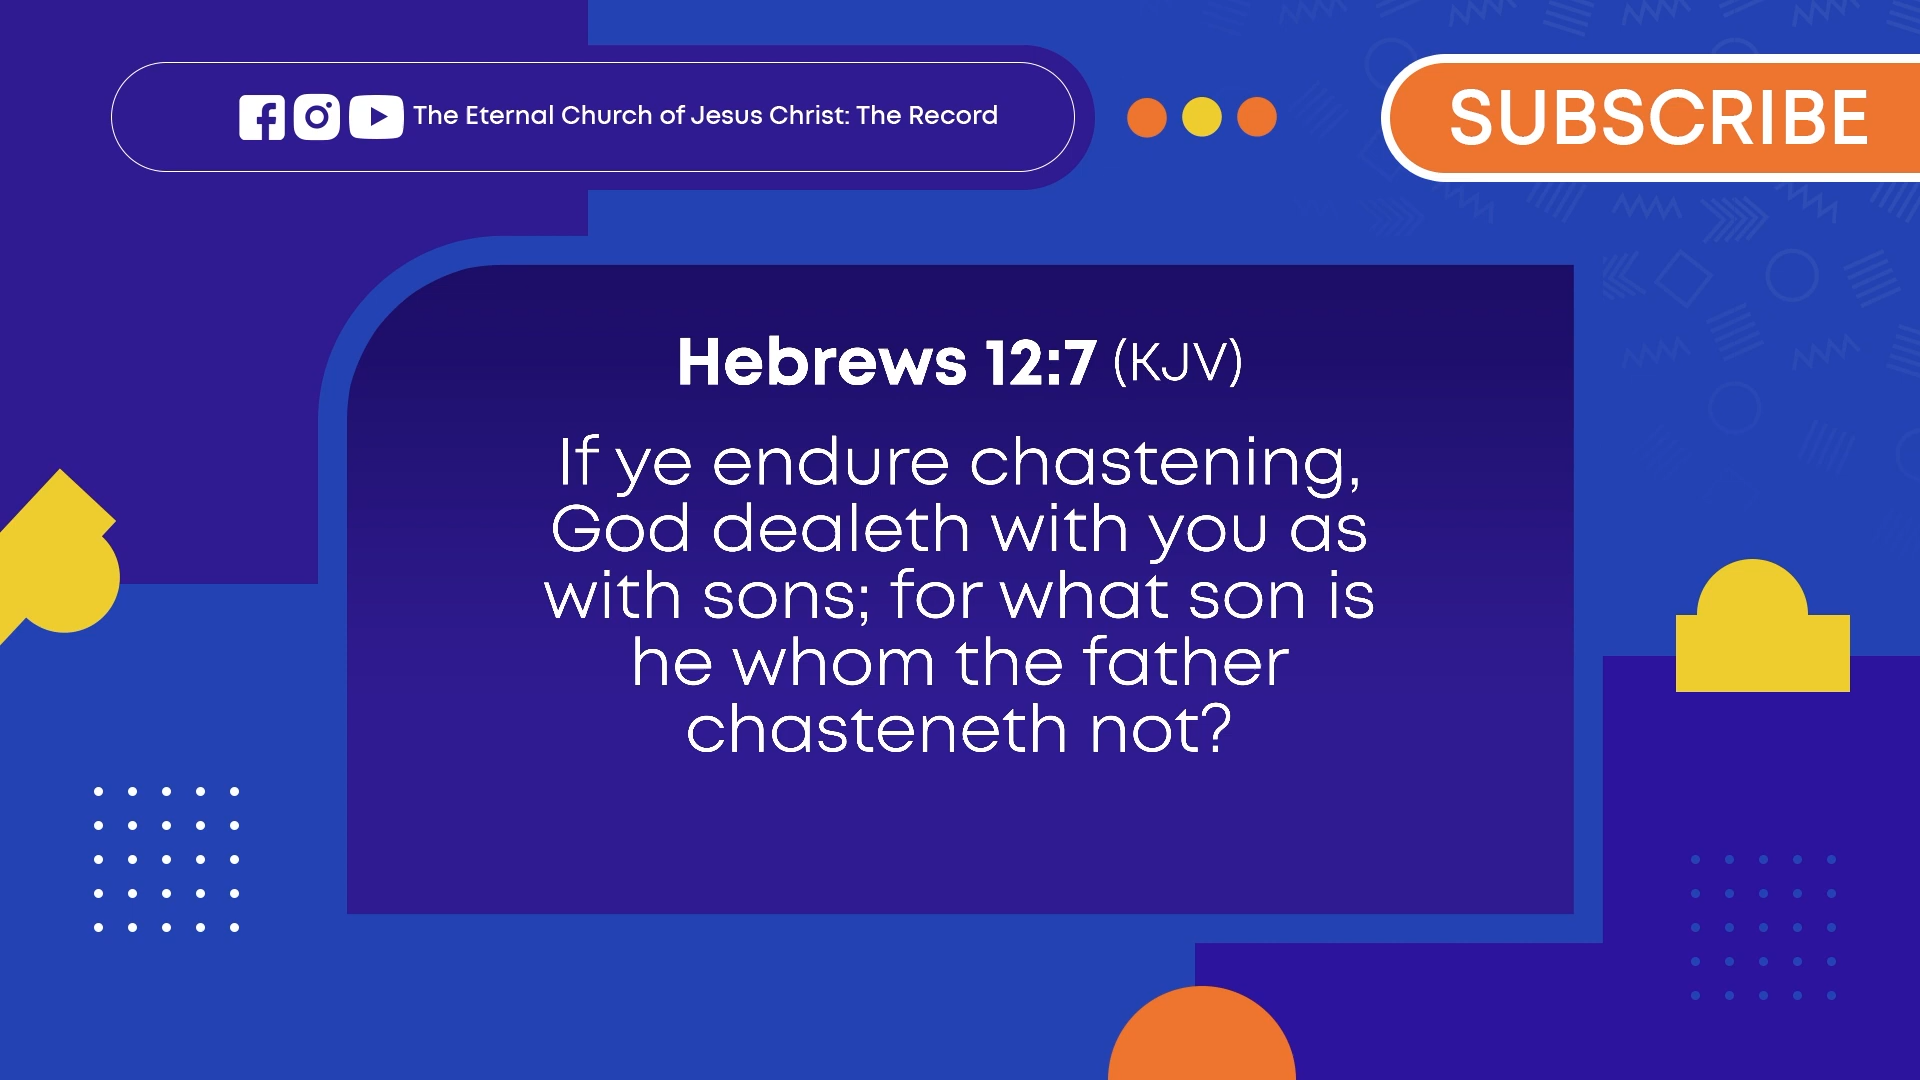 The Eternal Church of Jesus Christ: The Record
SUBSCRIBE
Hebrews 12:7 (KJV)
If ye endure chastening,
God dealeth with you as
with sons; for what son is
he whom the father
chasteneth not?